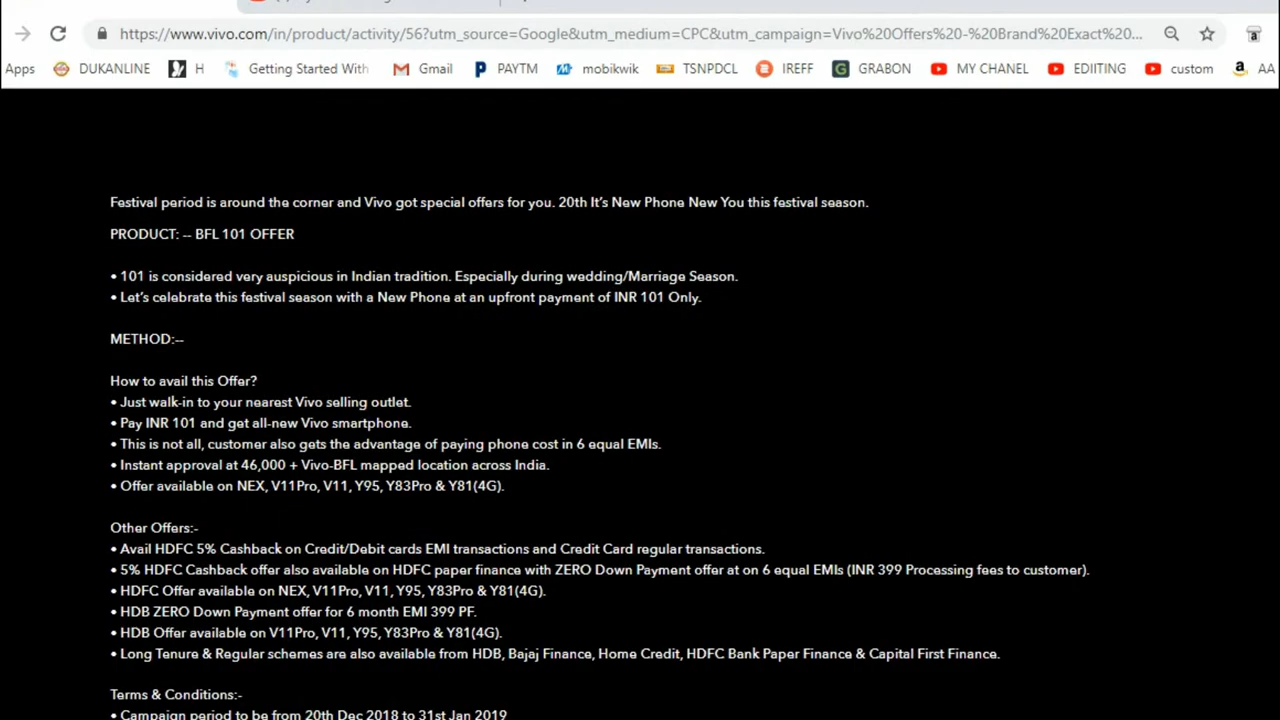 https://www.vivo.com/in/product/activity/56?utm_source=Google&utm_medium=CPC&utm_campaign=Vivo%20Offers%20-%20Brand%20Exact%20...
Apps DUKANLINE H Getting Started With Gmail PAYTM mobikwik TSNPDCL IREFF GRABON MY CHANEL EDIITING custom AA
Festival period is around the corner and Vivo got special offers for you. 20th It's New Phone New You this festival season.
PRODUCT: -- BFL 101 OFFER
• 101 is considered very auspicious in Indian tradition. Especially during wedding/Marriage Season.
• Let's celebrate this festival season with a New Phone at an upfront payment of INR 101 Only.
METHOD:--
How to avail this Offer?
• Just walk-in to your nearest Vivo selling outlet.
• Pay INR 101 and get all-new Vivo smartphone.
• This is not all, customer also gets the advantage of paying phone cost in 6 equal EMIs.
• Instant approval at 46,000 + Vivo-BFL mapped location across India.
• Offer available on NEX, V11Pro, V11, Y95, Y83Pro & Y81(4G).
Other Offers:-
• Avail HDFC 5% Cashback on Credit/Debit cards EMI transactions and Credit Card regular transactions.
• 5% HDFC Cashback offer also available on HDFC paper finance with ZERO Down Payment offer at on 6 equal EMIs (INR 399 Processing fees to customer).
• HDFC Offer available on NEX, V11Pro, V11, Y95, Y83Pro & Y81(4G).
• HDB ZERO Down Payment offer for 6 month EMI 399 PF.
• HDB Offer available on V11Pro, V11, Y95, Y83Pro & Y81(4G).
• Long Tenure & Regular schemes are also available from HDB, Bajaj Finance, Home Credit, HDFC Bank Paper Finance & Capital First Finance.
Terms & Conditions:-
• Campaign period to be from 20th Dec 2018 to 31st Jan 2019